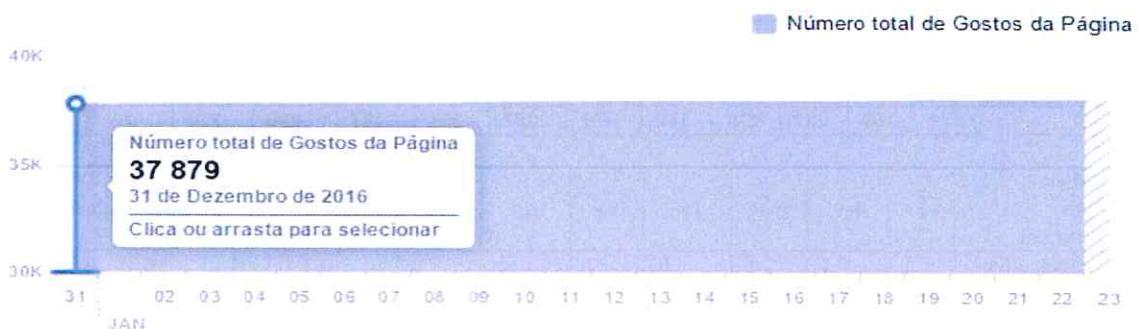 Número total de Gostos da Página
40K
Número total de Gostos da Página
37 879
35K
31 de Dezembro de 2016
Clica ou arrasta para selecionar
30K
31 02 03 04 05 06 07 08 09 10 11 12 13 14 15 16 17 18 19 20 21 22 23
JAN